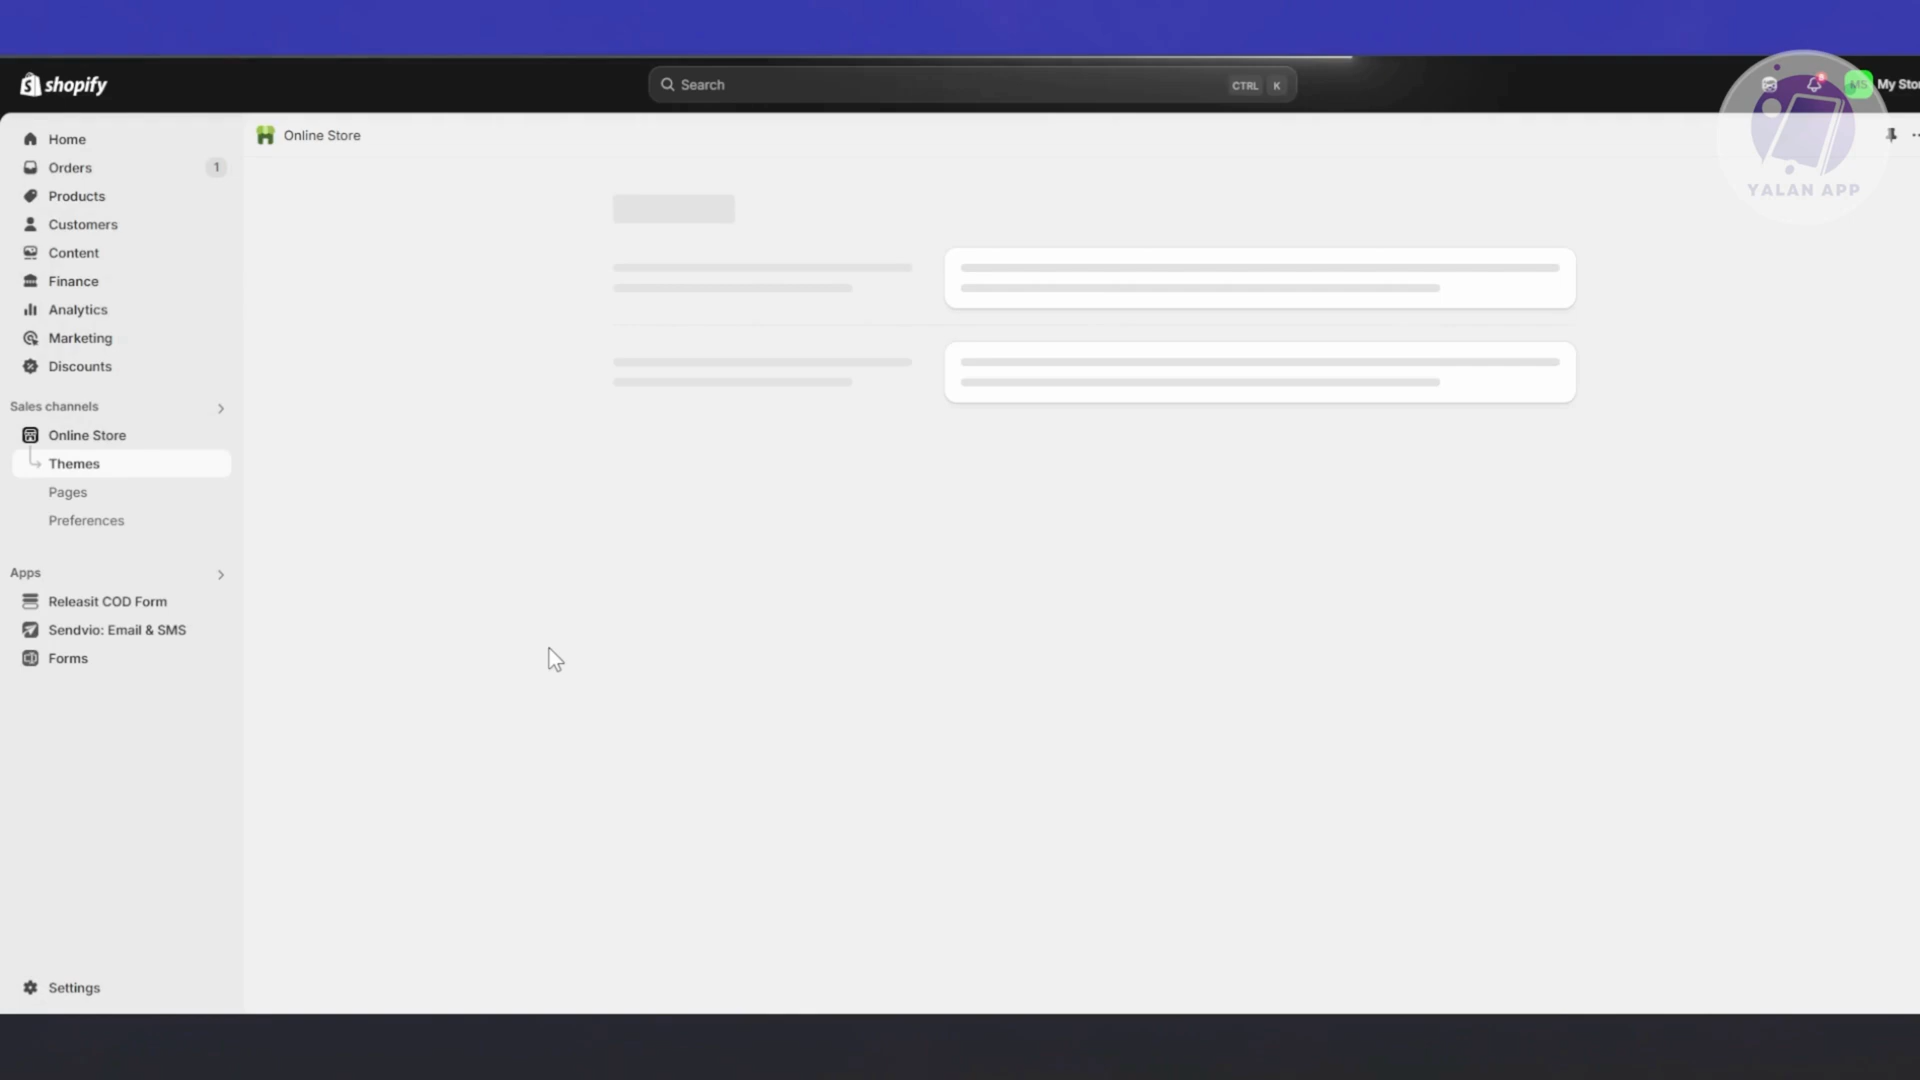 shopify
Search
CTRL K
MS
My Sto
YALAN APP
Home
Orders 1
Products
Customers
Content
Finance
Analytics
Marketing
Discounts
Sales channels
Online Store
Themes
Pages
Preferences
Apps
Releasit COD Form
Sendvio: Email & SMS
Forms
Settings
Online Store